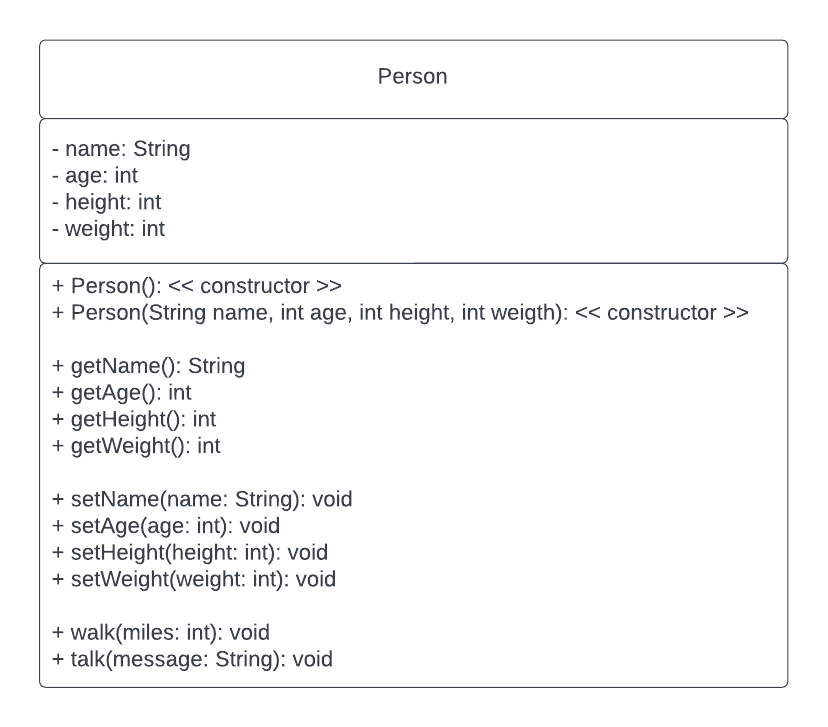 Person
- name: String
- age: int
- height: int
- weight: int
+ Person(): << constructor >>
+ Person(String name, int age, int height, int weigth): << constructor >>
+ getName(): String
+ getAge(): int
+ getHeight(): int
+ getWeight(): int
+ setName(name: String): void
+ setAge(age: int): void
+ setHeight(height: int): void
+ setWeight(weight: int): void
+ walk(miles: int): void
+ talk(message: String): void